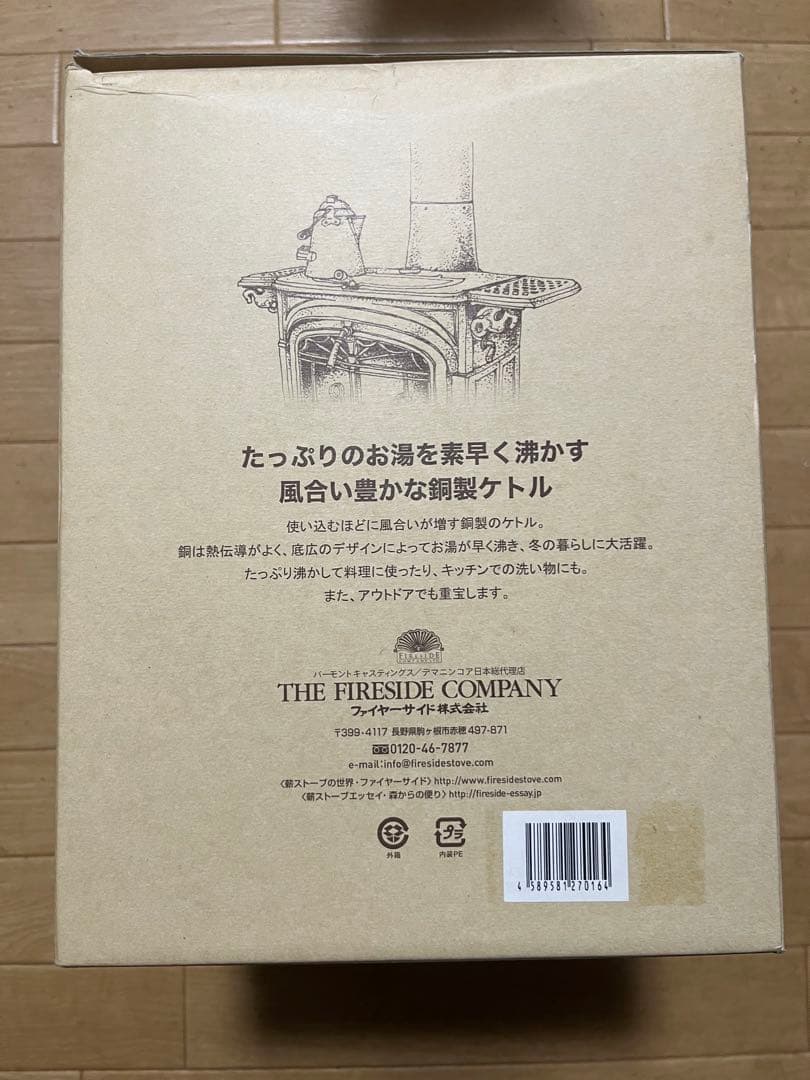 たっぷりのお湯を素早く沸かす
風合い豊かな銅製ケトル
使い込むほどに風合いが増す銅製のケトル。
銅は熱伝導がよく、底広のデザインによってお湯が早く沸き、冬の暮らしに大活躍。
たっぷり沸かして料理に使ったり、キッチンでの洗い物にも。
また、アウトドアでも重宝します。
FIRESIDE
バーモントキャスティングス/デマニンコア日本総代理店
THE FIRESIDE COMPANY
ファイヤーサイド株式会社
〒399-4117 長野県駒ヶ根市赤穂497-871
0120-46-7877
e-mail:info@firesidestove.com
〈薪ストーブの世界・ファイヤーサイド〉http://www.firesidestove.com
〈薪ストーブエッセイ・森からの便り〉http://fireside-essay.jp
プラ
外箱 内装PE
4 589581 270164